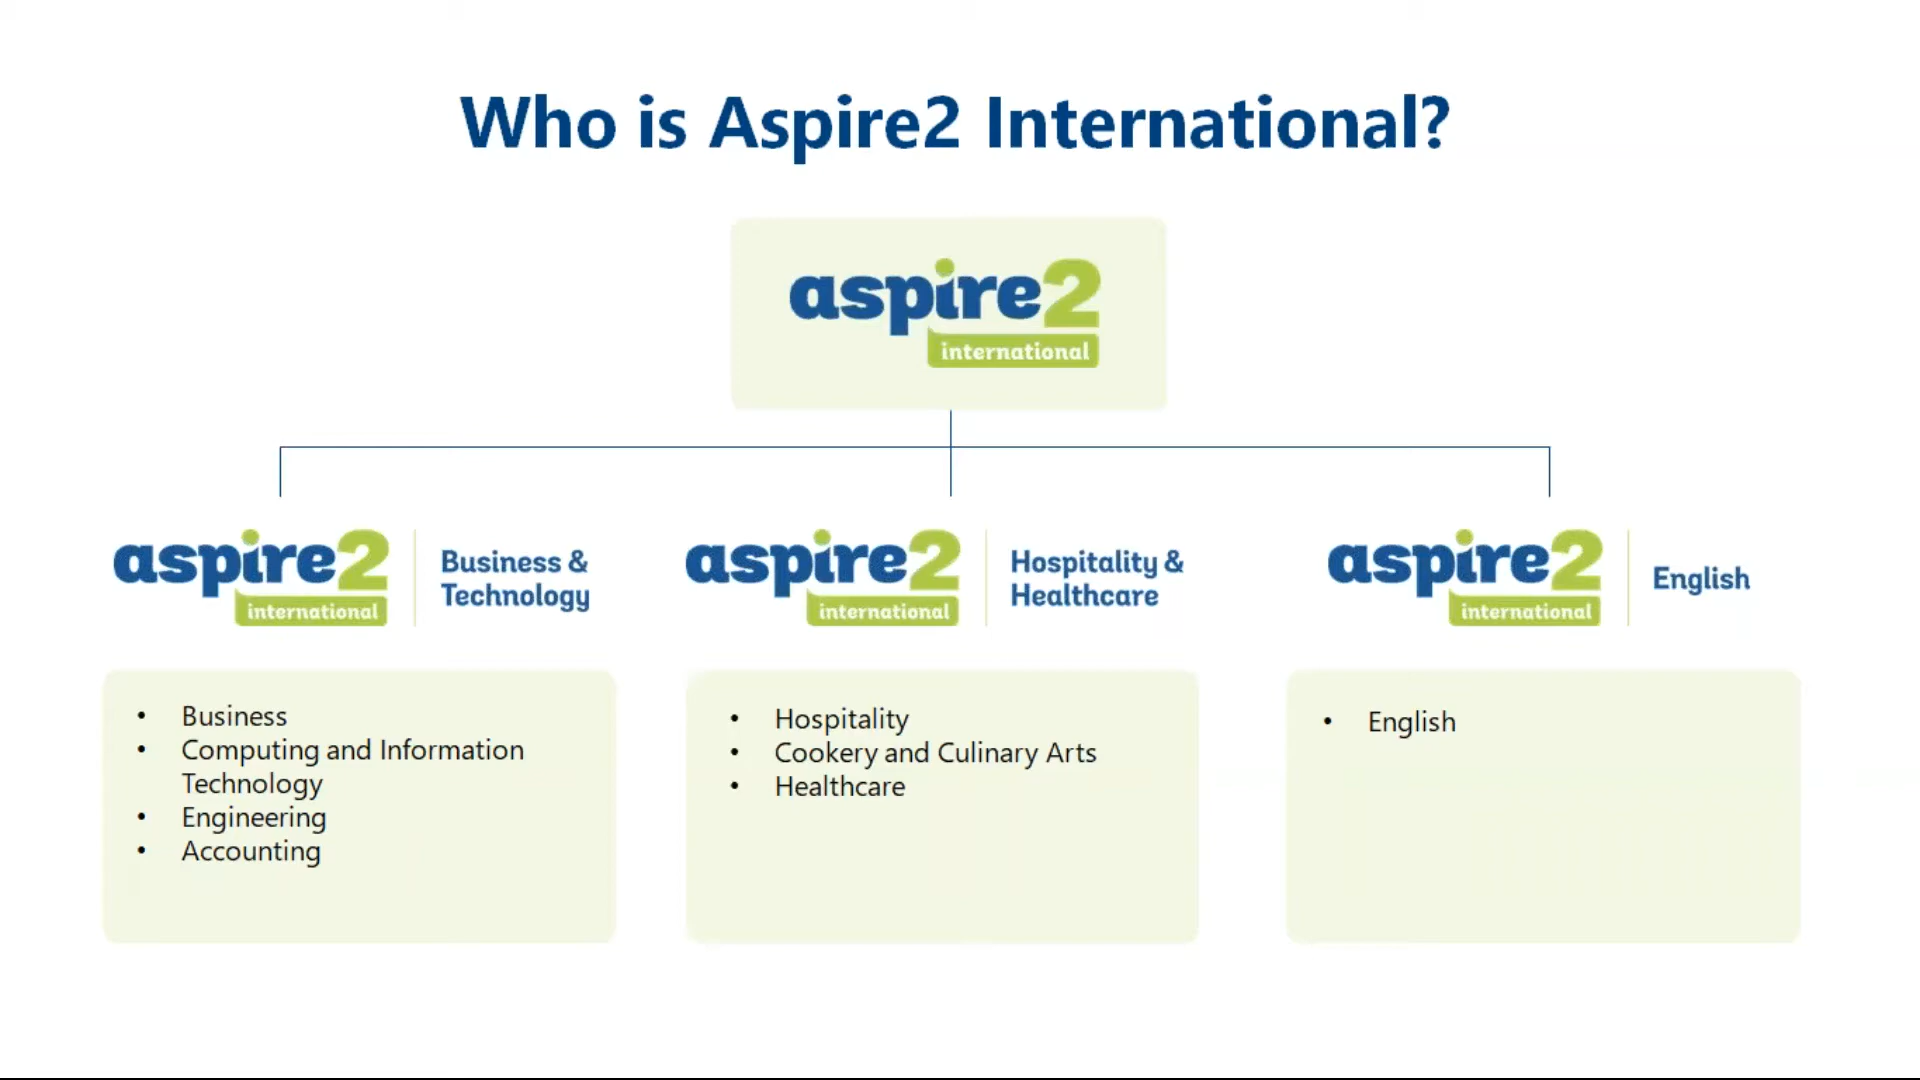 Who is Aspire2 International?
aspire2
international
aspire2
international
Business &
Technology
aspire2
international
Hospitality &
Healthcare
aspire2
international
English
• Business
• Computing and Information
Technology
• Engineering
• Accounting
• Hospitality
• Cookery and Culinary Arts
• Healthcare
• English